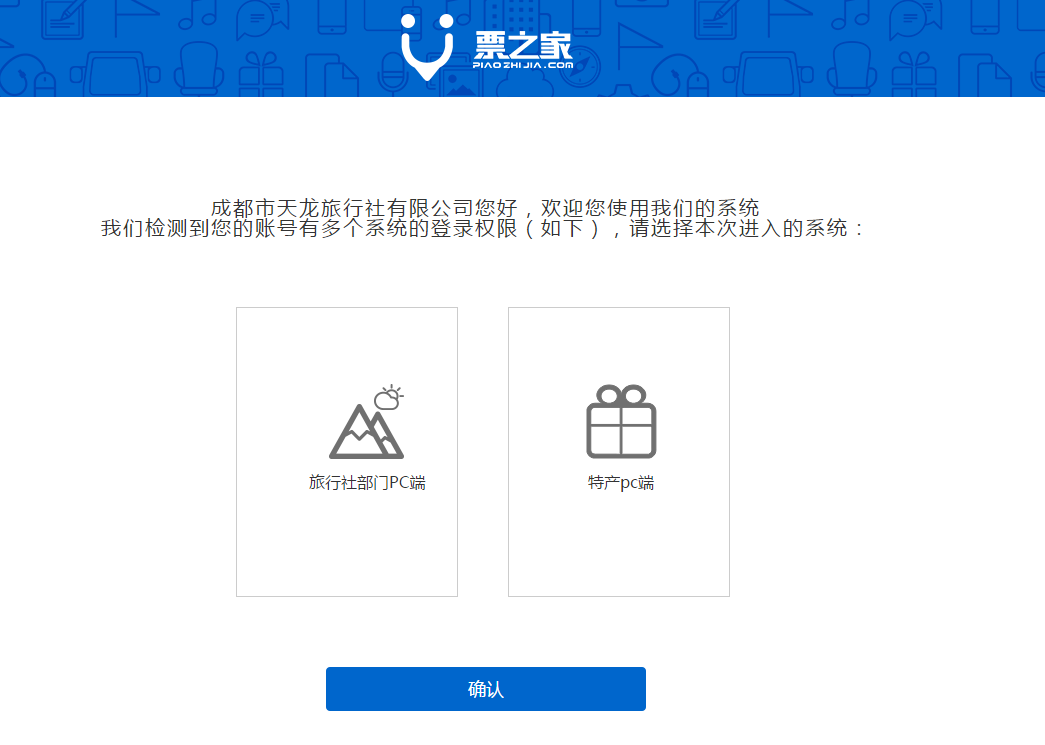 票之家
PIAOZHIJIA.COM
成都市天龙旅行社有限公司您好，欢迎您使用我们的系统
我们检测到您的账号有多个系统的登录权限（如下），请选择本次进入的系统：
旅行社部门PC端
特产pc端
确认